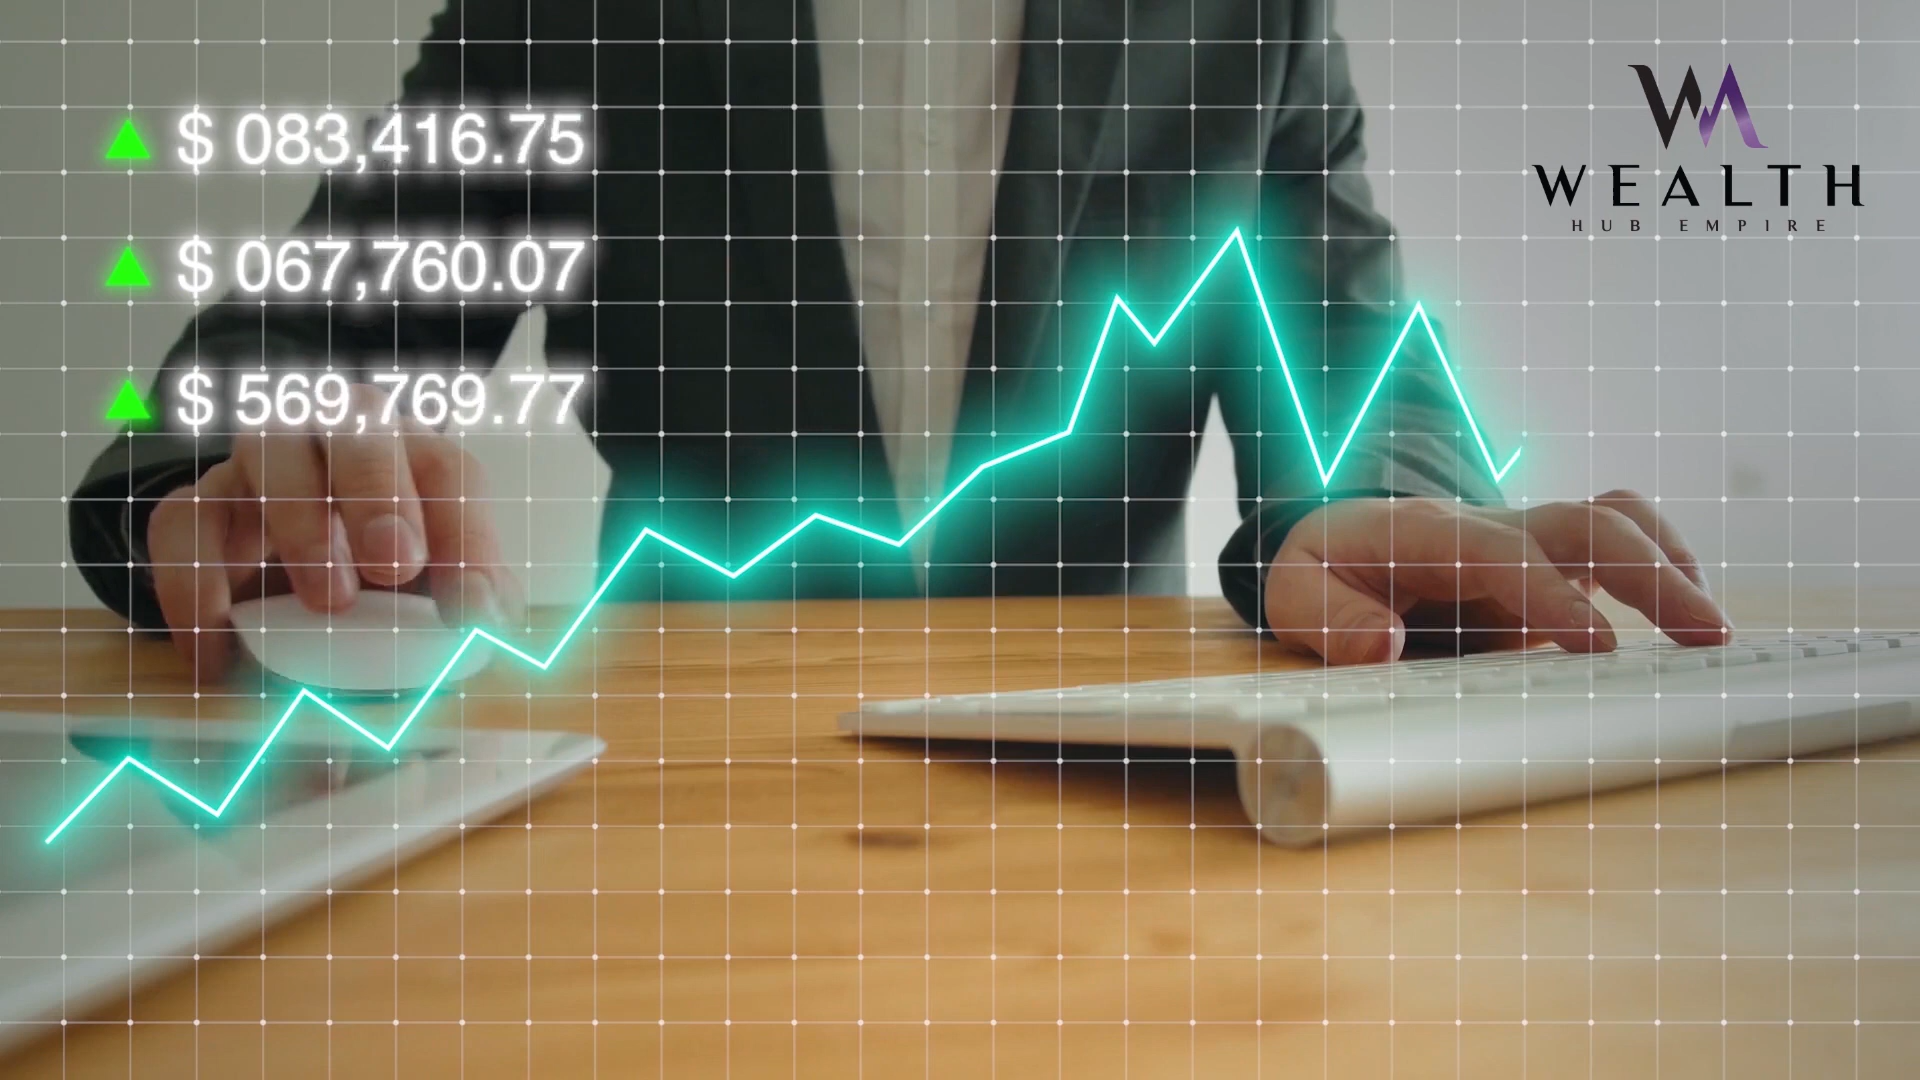 $ 083,416.75
$ 067,760.07
$ 569,769.77
WEALTH
HUB EMPIRE